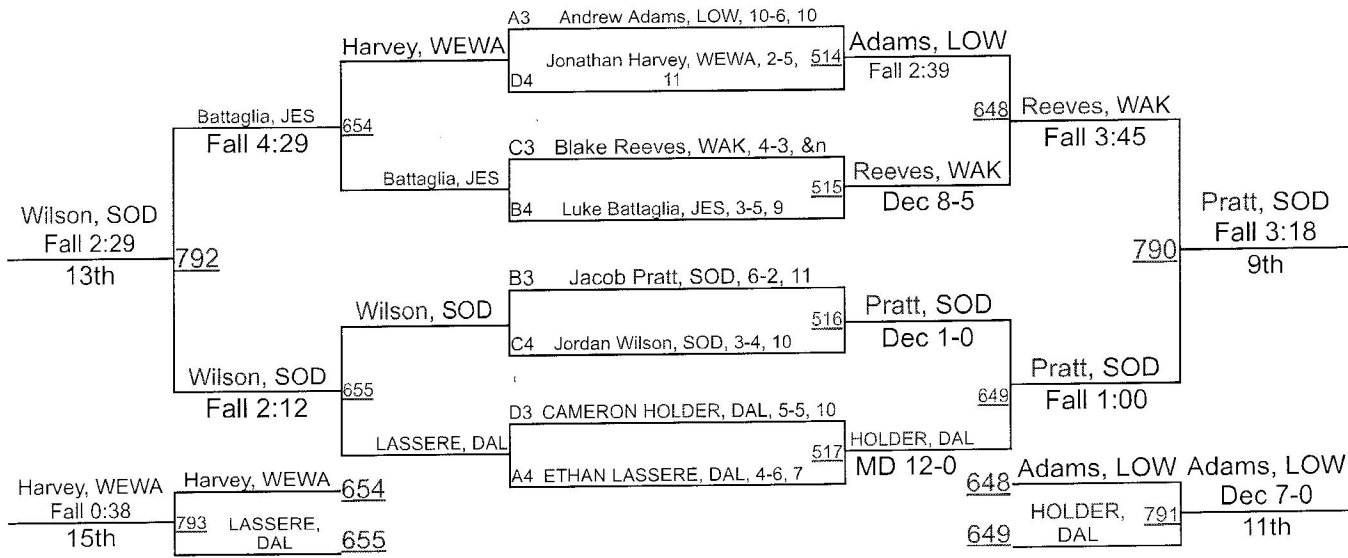 A3 Andrew Adams, LOW, 10-6, 10
Harvey, WEWA
Jonathan Harvey, WEWA, 2-5,
11
D4
514
Adams, LOW
Fall 2:39
Battaglia, JES
Fall 4:29
654
648
Reeves, WAK
Fall 3:45
C3 Blake Reeves, WAK, 4-3, &n
Battaglia, JES
515
B4 Luke Battaglia, JES, 3-5, 9
Reeves, WAK
Dec 8-5
Wilson, SOD
Fall 2:29
13th
792
790
Pratt, SOD
Fall 3:18
9th
B3 Jacob Pratt, SOD, 6-2, 11
Wilson, SOD
516
C4 Jordan Wilson, SOD, 3-4, 10
Pratt, SOD
Dec 1-0
Wilson, SOD
Fall 2:12
655
649
Pratt, SOD
Fall 1:00
D3 CAMERON HOLDER, DAL, 5-5, 10
LASSERE, DAL
517
A4 ETHAN LASSERE, DAL, 4-6, 7
HOLDER, DAL
MD 12-0
Harvey, WEWA
Fall 0:38
15th
Harvey, WEWA
654
793
LASSERE,
DAL
655
648
Adams, LOW
649
HOLDER,
DAL
791
Adams, LOW
Dec 7-0
11th